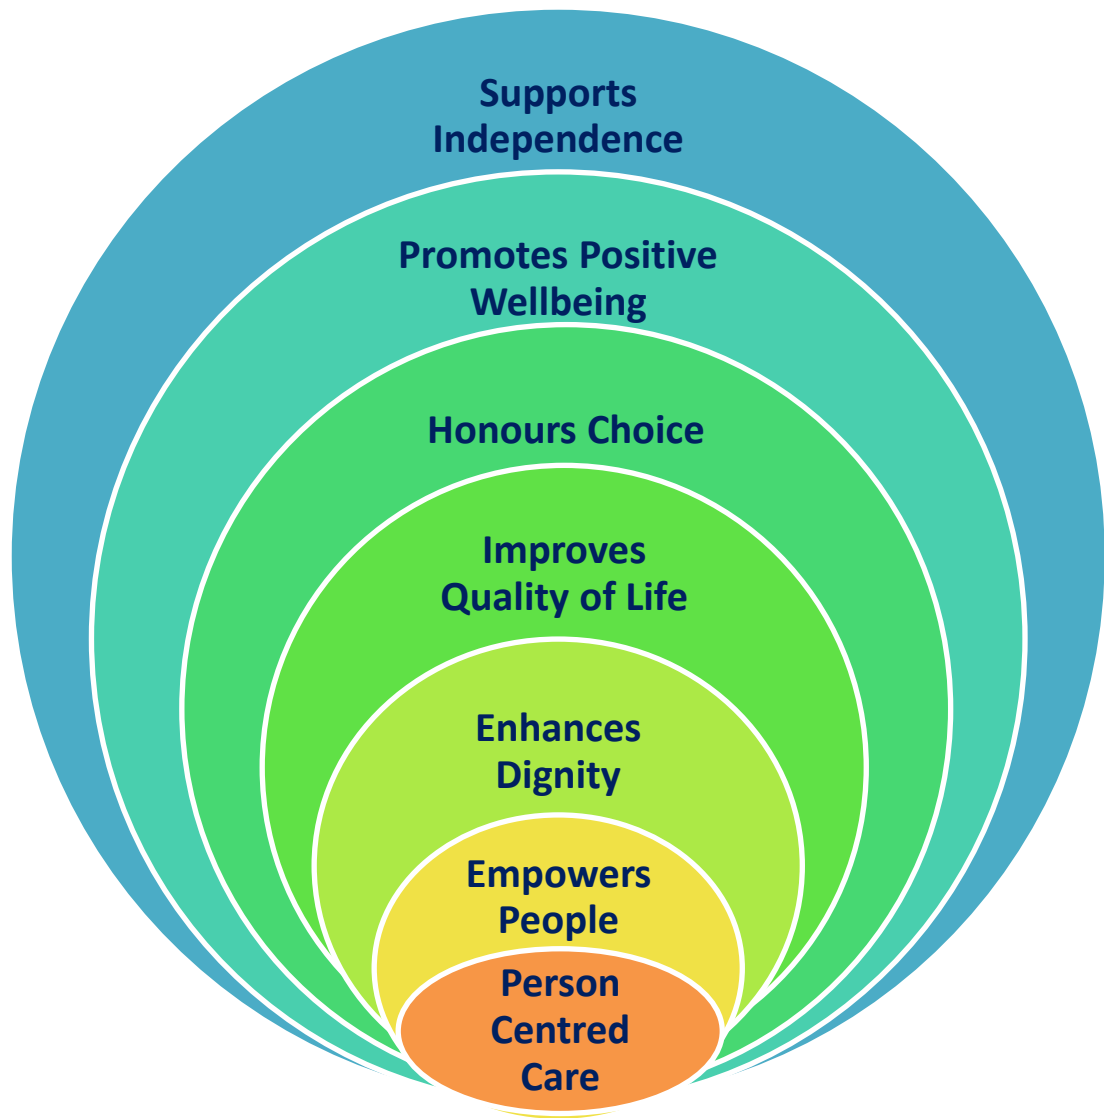 Supports
Independence
Promotes Positive
Wellbeing
Honours Choice
Improves
Quality of Life
Enhances
Dignity
Empowers
People
Person
Centred
Care